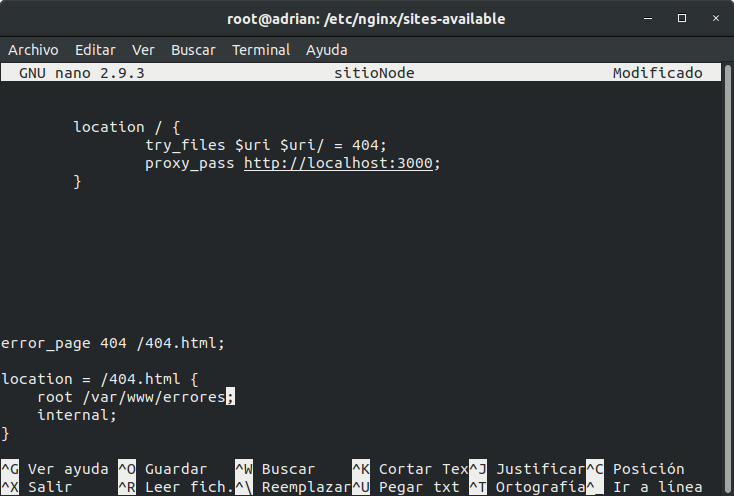 root@adrian: /etc/nginx/sites-available
Archivo Editar Ver Buscar Terminal Ayuda
GNU nano 2.9.3 sitioNode Modificado
location / {
try_files $uri $uri/ = 404;
proxy_pass http://localhost:3000;
}
error_page 404 /404.html;
location = /404.html {
root /var/www/errores;
internal;
}
^G Ver ayuda ^O Guardar ^W Buscar ^K Cortar Tex^J Justificar^C Posición
^X Salir ^R Leer fich.^\ Reemplazar^U Pegar txt ^T Ortografía^_ Ir a línea